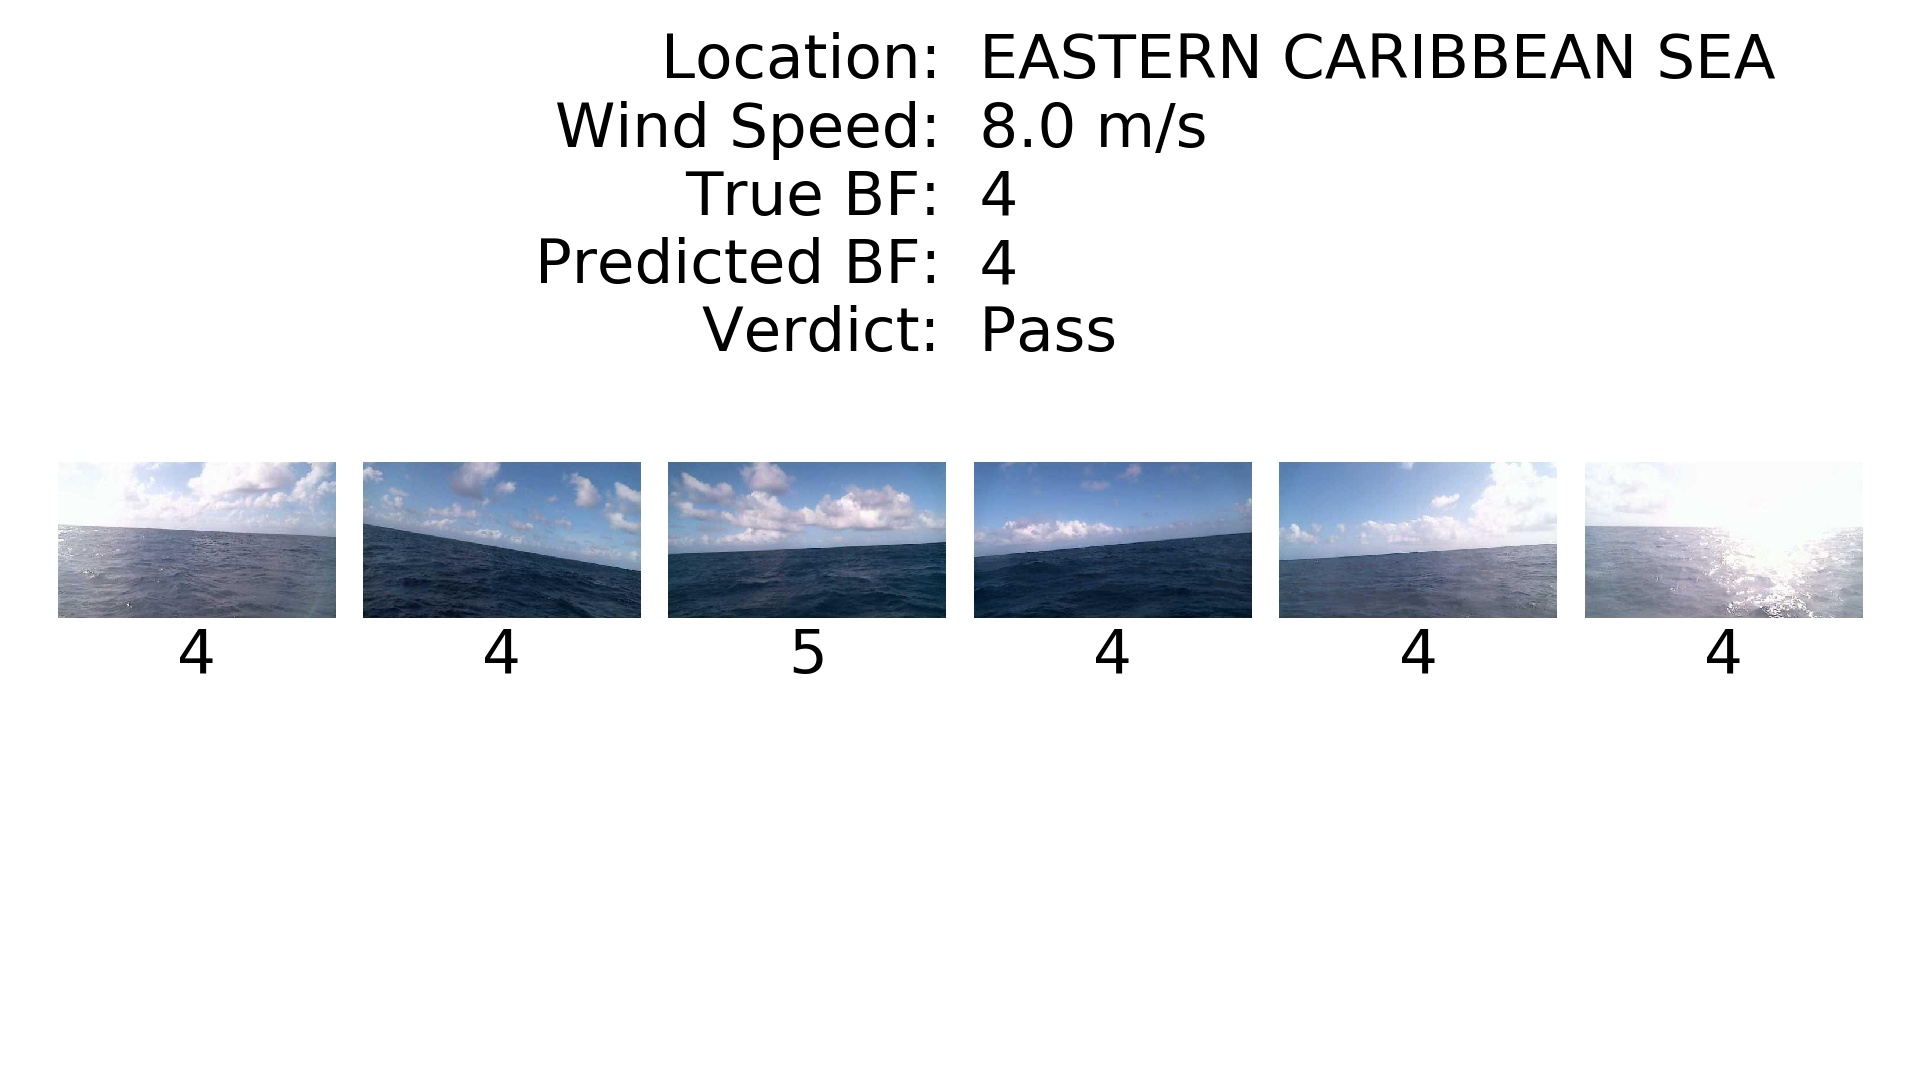 Location: EASTERN CARIBBEAN SEA
Wind Speed: 8.0 m/s
True BF: 4
Predicted BF: 4
Verdict: Pass
4 4 5 4 4 4